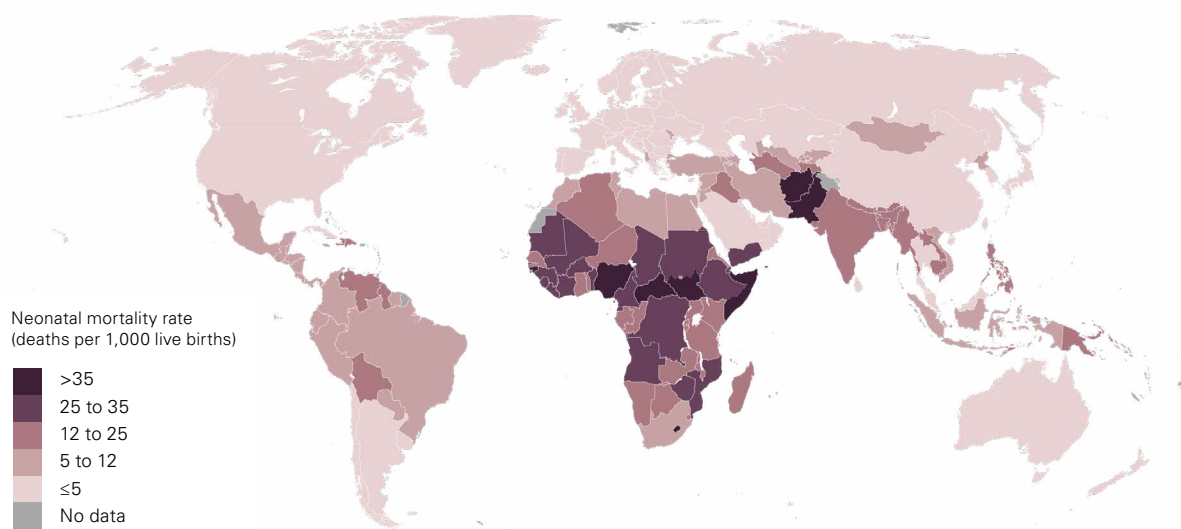 Neonatal mortality rate
(deaths per 1,000 live births)
>35
25 to 35
12 to 25
5 to 12
≤5
No data